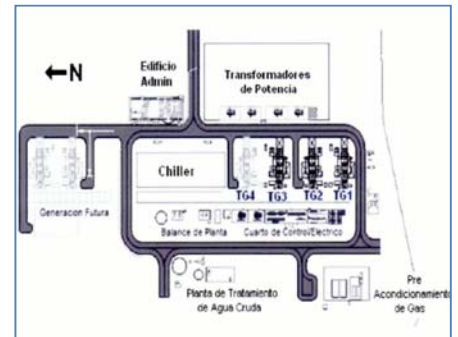 ←N
Edificio
Admin
Transformadores
de Potencia
Chiller
TG4 TG3 TG2 TG1
Generacion Futura
Balance de Planta
Cuarto de Control/Electrico
Planta de Tratamiento
de Agua Cruda
Pre
Acondicionamiento
de Gas